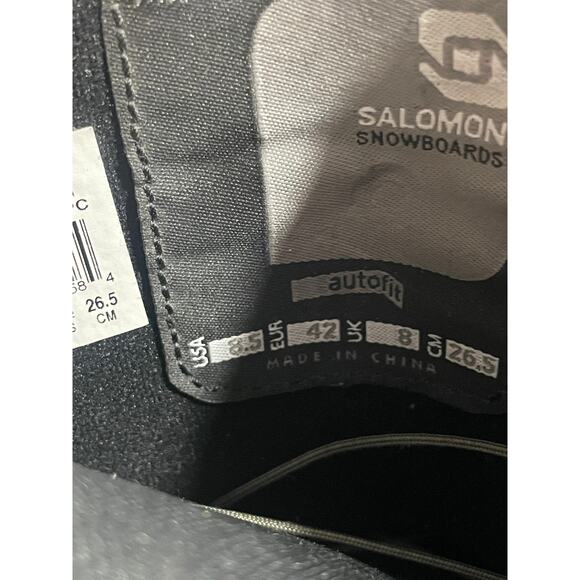 SALOMON
SNOWBOARDS
autofit
USA 8.5 EUR 42 UK 8 CM 26.5
MADE IN CHINA
C
4
26.5
CM